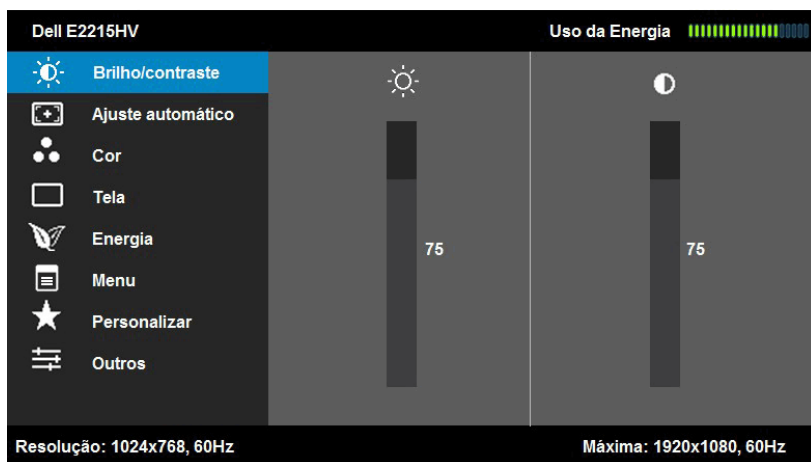 Dell E2215HV
Uso da Energia
Brilho/contraste
Ajuste automático
Cor
Tela
Energia
Menu
Personalizar
Outros
75
75
Resolução: 1024x768, 60Hz
Máxima: 1920x1080, 60Hz